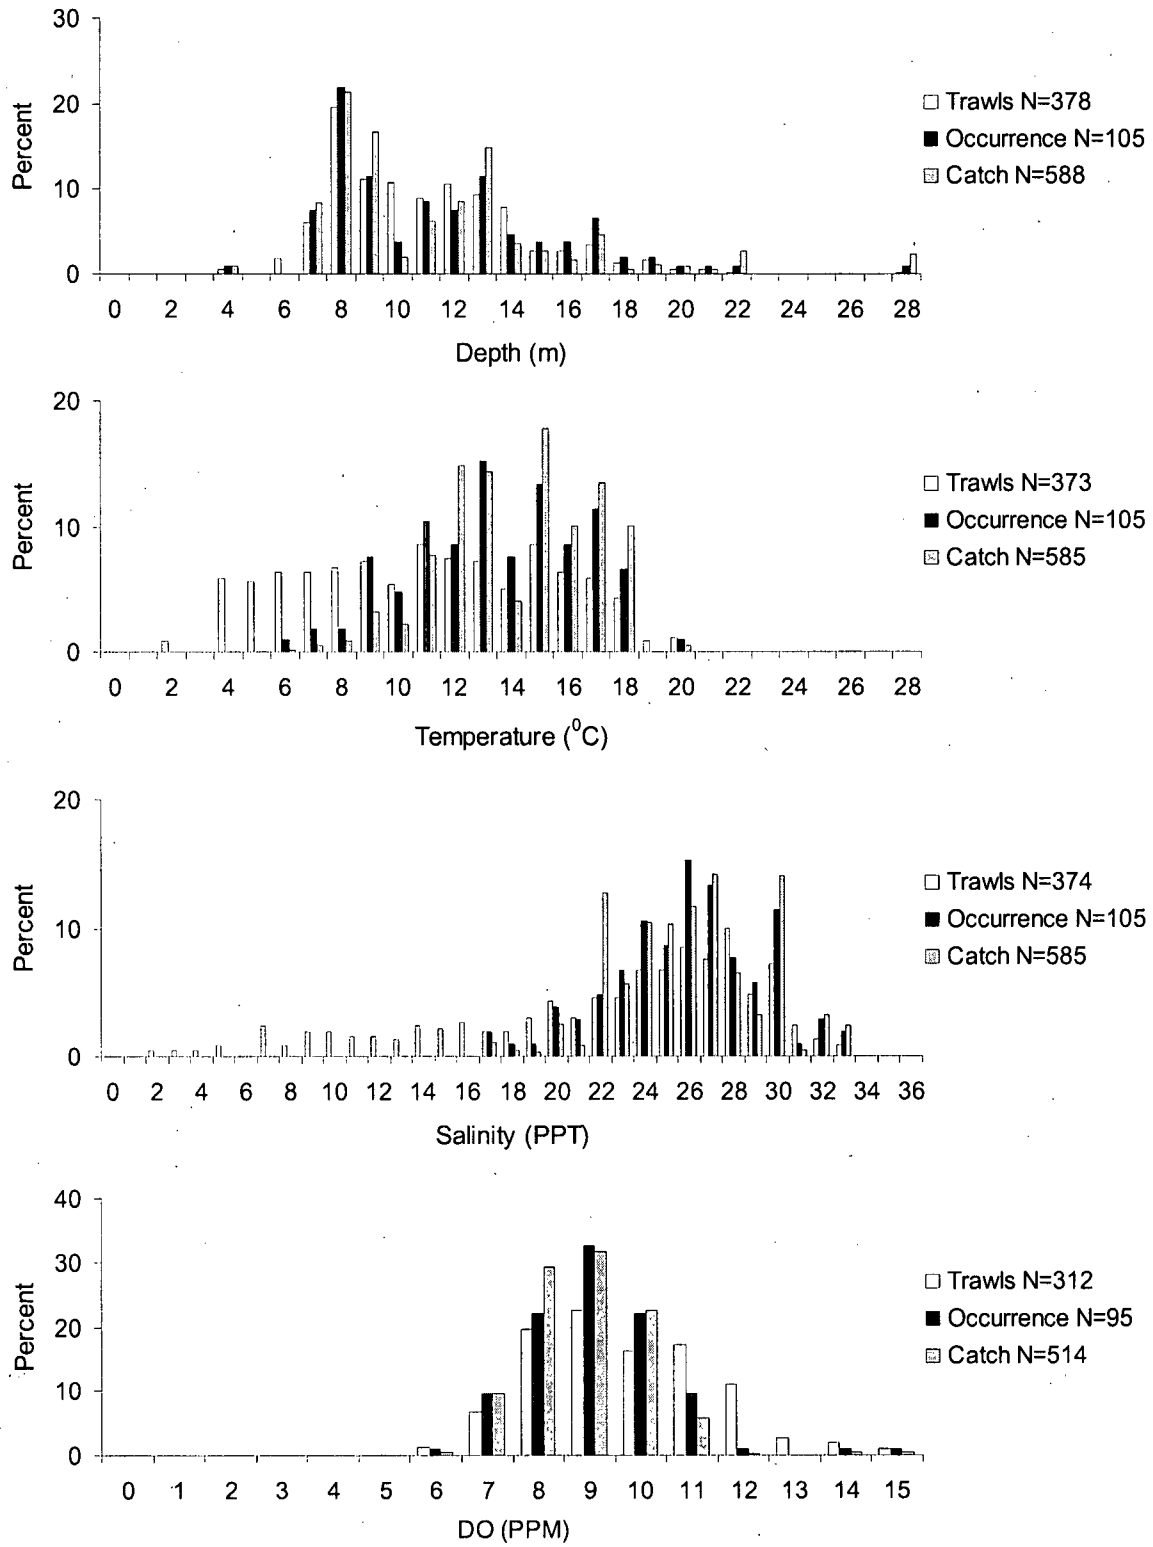 30
20
10
0
Percent
0 2 4 6 8 10 12 14 16 18 20 22 24 26 28
Depth (m)
Trawls N=378
Occurrence N=105
Catch N=588
20
10
0
Percent
0 2 4 6 8 10 12 14 16 18 20 22 24 26 28
Temperature (⁰C)
Trawls N=373
Occurrence N=105
Catch N=585
20
10
0
Percent
0 2 4 6 8 10 12 14 16 18 20 22 24 26 28 30 32 34 36
Salinity (PPT)
Trawls N=374
Occurrence N=105
Catch N=585
40
30
20
10
0
Percent
0 1 2 3 4 5 6 7 8 9 10 11 12 13 14 15
DO (PPM)
Trawls N=312
Occurrence N=95
Catch N=514